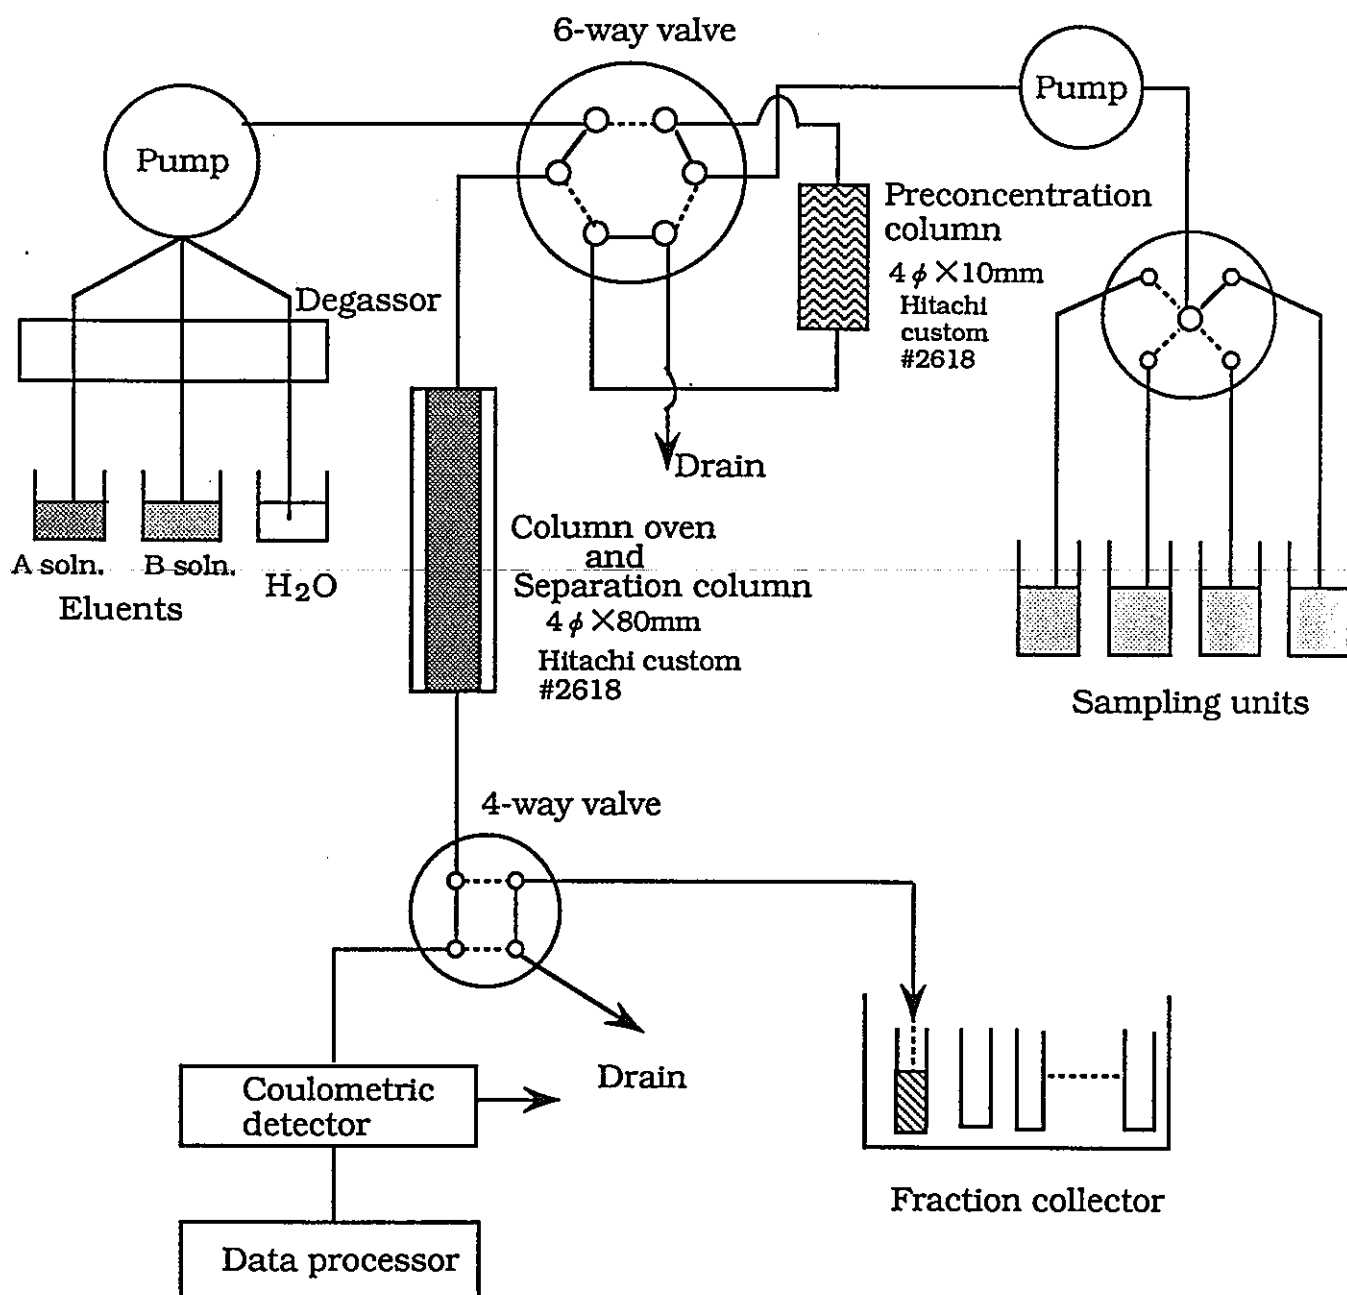 6-way valve
Pump
Pump
Preconcentration
column
4 φ ×10mm
Hitachi
custom
#2618
Degassor
Drain
A soln. B soln. H2O
Eluents
Column oven
and
Separation column
4 φ ×80mm
Hitachi custom
#2618
Sampling units
4-way valve
Drain
Coulometric
detector
Fraction collector
Data processor